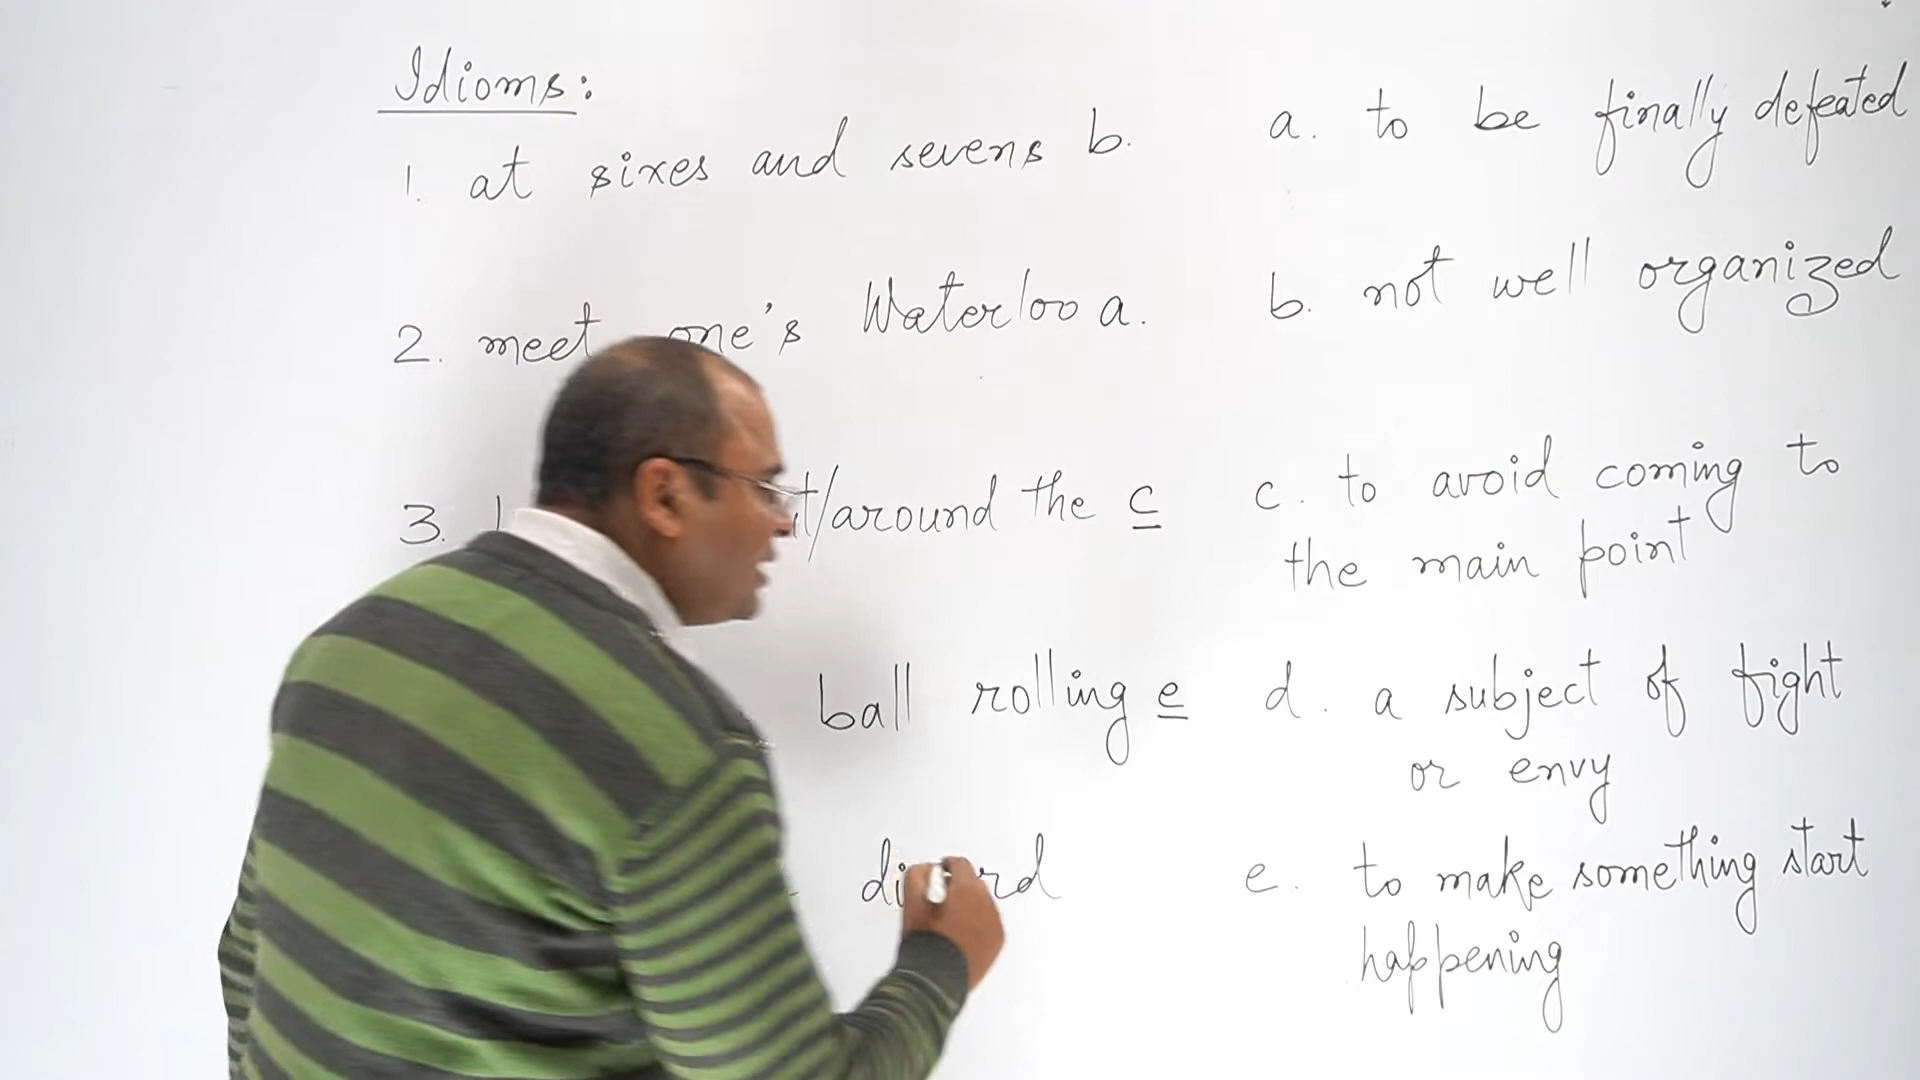 Idioms:
1. at sixes and sevens b.
a. to be finally defeated
2. meet one's Waterloo a.
b. not well organized
3. /around the c
c. to avoid coming to
the main point
ball rolling e
d. a subject of fight
or envy
e. to make something start
happening